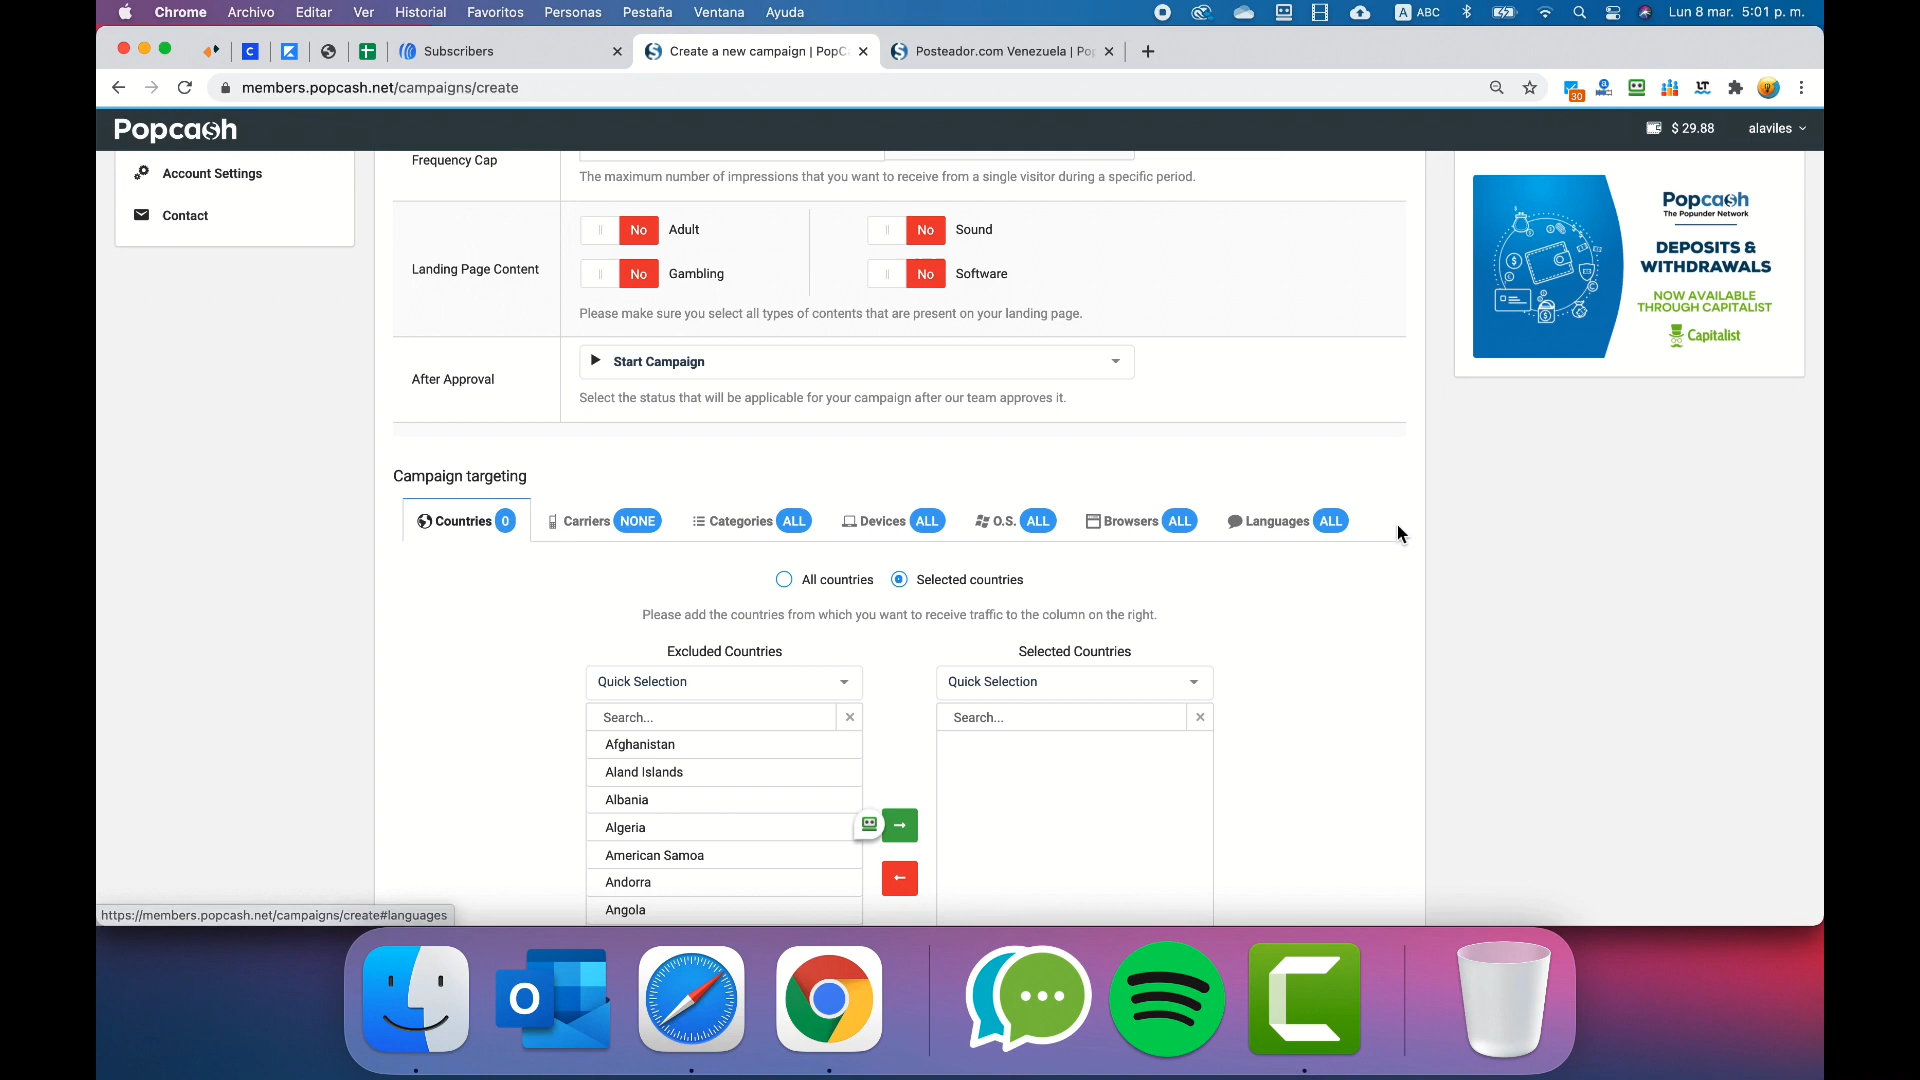 Chrome Archivo Editar Ver Historial Favoritos Personas Pestaña Ventana Ayuda
A ABC Lun 8 mar. 5:01 p. m.
Subscribers
Create a new campaign | PopC
Posteador.com Venezuela | Po
members.popcash.net/campaigns/create
30
Popcash
$ 29.88 alaviles
Account Settings
Contact
Frequency Cap
The maximum number of impressions that you want to receive from a single visitor during a specific period.
Landing Page Content
No Adult
No Sound
No Gambling
No Software
Please make sure you select all types of contents that are present on your landing page.
After Approval
Start Campaign
Select the status that will be applicable for your campaign after our team approves it.
Popcash
The Popunder Network
DEPOSITS &
WITHDRAWALS
NOW AVAILABLE
THROUGH CAPITALIST
Capitalist
Campaign targeting
Countries 0 Carriers NONE Categories ALL Devices ALL O.S. ALL Browsers ALL Languages ALL
All countries Selected countries
Please add the countries from which you want to receive traffic to the column on the right.
Excluded Countries
Selected Countries
Quick Selection
Quick Selection
Search...
Search...
Afghanistan
Aland Islands
Albania
Algeria
American Samoa
Andorra
Angola
https://members.popcash.net/campaigns/create#languages